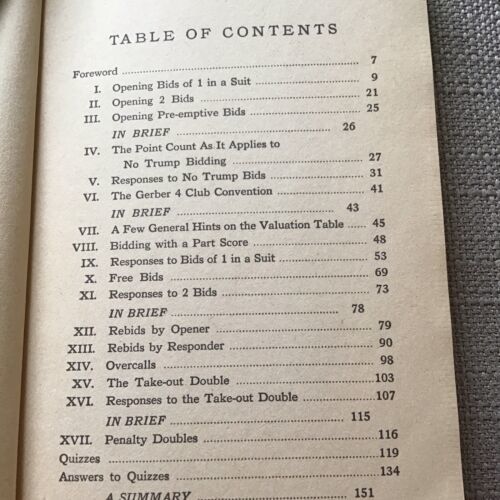 TABLE OF CONTENTS
Foreword ........ 7
I. Opening Bids of 1 in a Suit ........ 9
II. Opening 2 Bids ........ 21
III. Opening Pre-emptive Bids ........ 25
IN BRIEF ........ 26
IV. The Point Count As It Applies to
No Trump Bidding ........ 27
V. Responses to No Trump Bids ........ 31
VI. The Gerber 4 Club Convention ........ 41
IN BRIEF ........ 43
VII. A Few General Hints on the Valuation Table ...... 45
VIII. Bidding with a Part Score ........ 48
IX. Responses to Bids of 1 in a Suit ........ 53
X. Free Bids ........ 69
XI. Responses to 2 Bids ........ 73
IN BRIEF ........ 78
XII. Rebids by Opener ........ 79
XIII. Rebids by Responder ........ 90
XIV. Overcalls ........ 98
XV. The Take-out Double ........ 103
XVI. Responses to the Take-out Double ........ 107
IN BRIEF ........ 115
XVII. Penalty Doubles ........ 116
Quizzes ........ 119
Answers to Quizzes ........ 134
A SUMMARY ........ 151